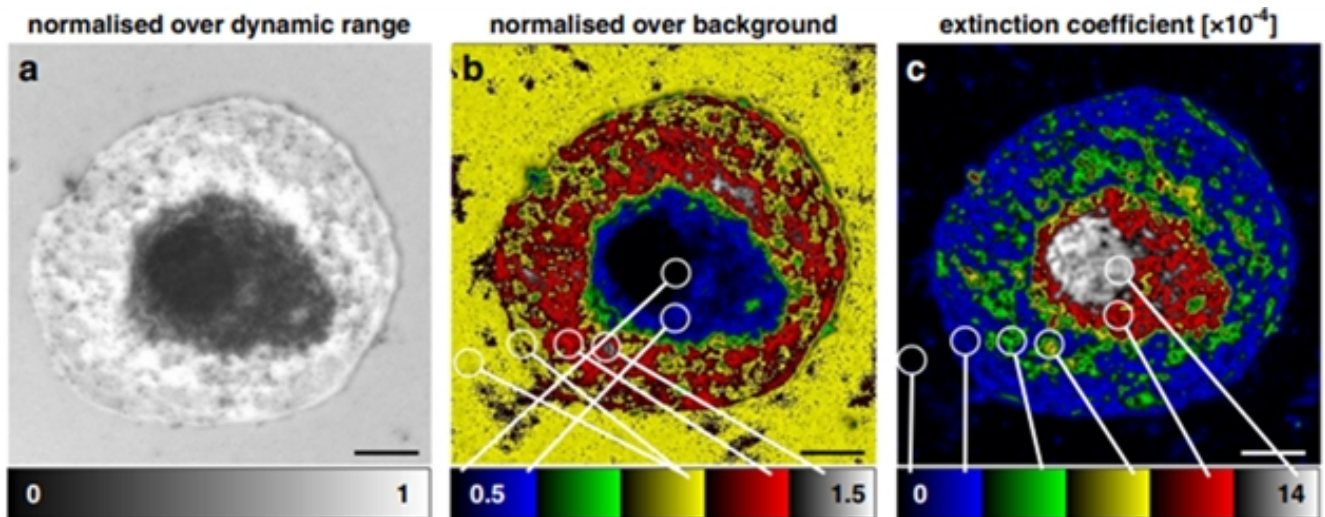 normalised over dynamic range
normalised over background
extinction coefficient [×10⁻⁴]
a
b
c
0
1
0.5
1.5
0
14